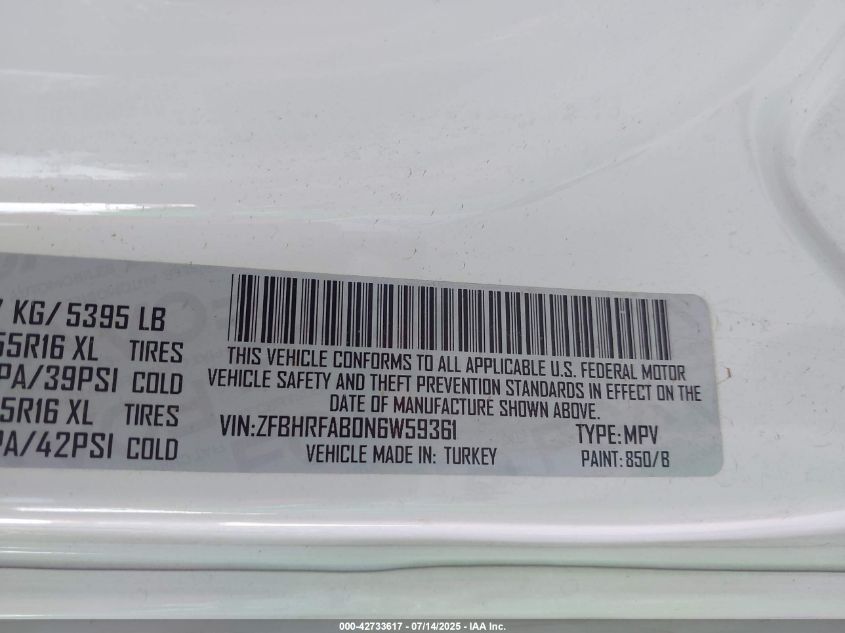 KG/ 5395 LB
55R16 XL TIRES
PA/39PSI COLD
5R16 XL TIRES
PA/42PSI COLD
THIS VEHICLE CONFORMS TO ALL APPLICABLE U.S. FEDERAL MOTOR
VEHICLE SAFETY AND THEFT PREVENTION STANDARDS IN EFFECT ON THE
DATE OF MANUFACTURE SHOWN ABOVE.
VIN:ZFBHRFAB0N6W59361 TYPE:MPV
VEHICLE MADE IN: TURKEY PAINT:850/B
000-42733617 - 07/14/2025 - IAA Inc.